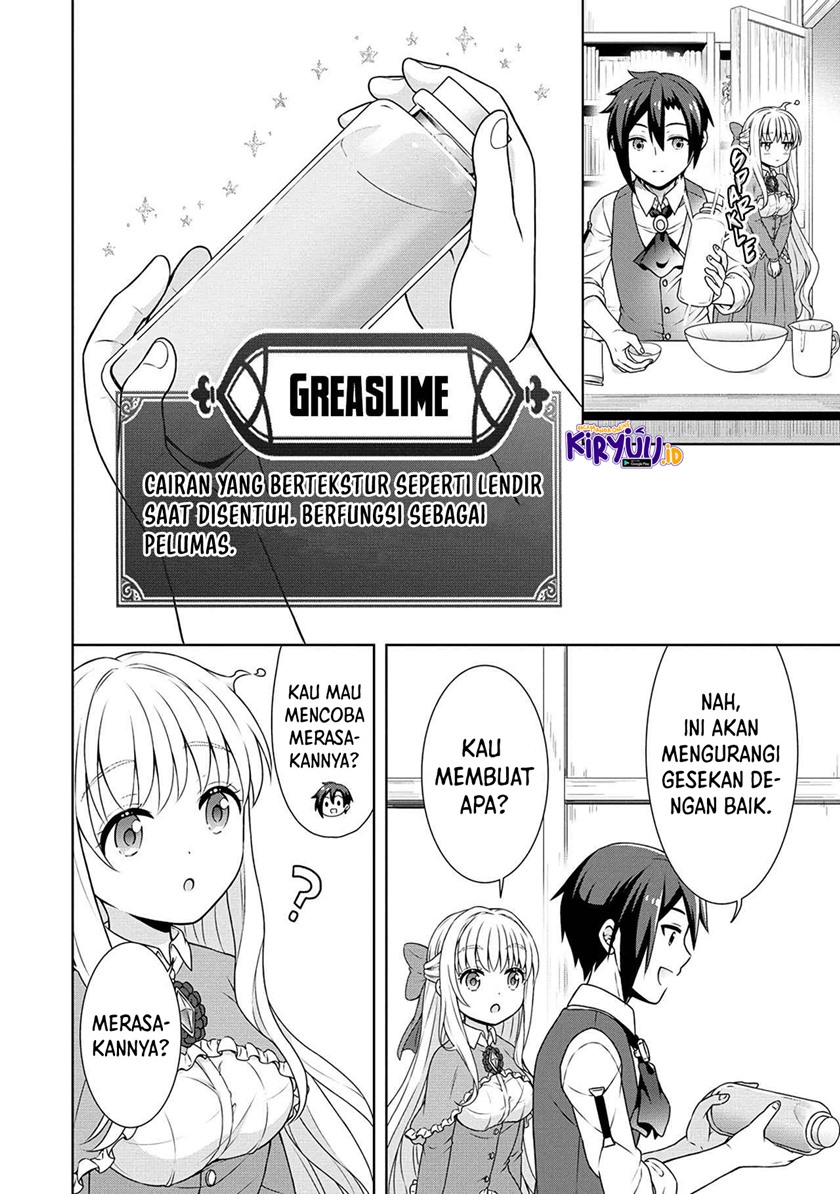 SPARKLE
GREASLIME
CAIRAN YANG BERTEKSTUR SEPERTI LENDIR
SAAT DISENTUH. BERFUNGSI SEBAGAI
PELUMAS.
KIRYUU.ID
NAH,
INI AKAN
MENGURANGI
GESEKAN DE-
NGAN BAIK.
KAU
MEMBUAT
APA?
KAU MAU
MENCOBA
MERASA-
KANNYA?
?
MERASA-
KANNYA?